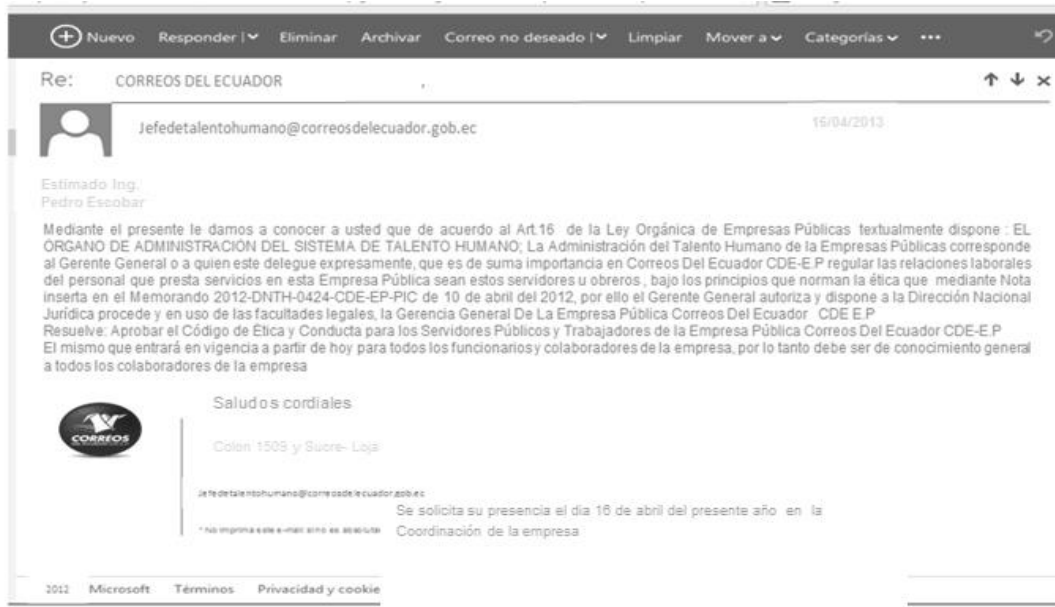 Nuevo Responder | Eliminar Archivar Correo no deseado | Limpiar Mover a Categorías •••
Re: CORREOS DEL ECUADOR ,
Jefedetalentohumano@correosdelecuador.gob.ec 16/04/2013
Estimado Ing.
Pedro Escobar
Mediante el presente le damos a conocer a usted que de acuerdo al Art.16 de la Ley Orgánica de Empresas Públicas textualmente dispone : EL
ÓRGANO DE ADMINISTRACIÓN DEL SISTEMA DE TALENTO HUMANO; La Administración del Talento Humano de la Empresas Públicas corresponde
al Gerente General o a quien este delegue expresamente, que es de suma importancia en Correos Del Ecuador CDE-E.P regular las relaciones laborales
del personal que presta servicios en esta Empresa Pública sean estos servidores u obreros , bajo los principios que norman la ética que mediante Nota
inserta en el Memorando 2012-DNTH-0424-CDE-EP-PIC de 10 de abril del 2012, por ello el Gerente General autoriza y dispone a la Dirección Nacional
Jurídica procede y en uso de las facultades legales, la Gerencia General De La Empresa Pública Correos Del Ecuador CDE E.P
Resuelve: Aprobar el Código de Ética y Conducta para los Servidores Públicos y Trabajadores de la Empresa Pública Correos Del Ecuador CDE-E.P
El mismo que entrará en vigencia a partir de hoy para todos los funcionarios y colaboradores de la empresa, por lo tanto debe ser de conocimiento general
a todos los colaboradores de la empresa
Saludos cordiales
CORREOS
Colon 1509 y Sucre- Loja
Jefedetalentohumano@correosdelecuador.gob.ec
Se solicita su presencia el dia 16 de abril del presente año en la
* No imprima este e-mail si no es absoluta
Coordinación de la empresa
2012 Microsoft Términos Privacidad y cookie